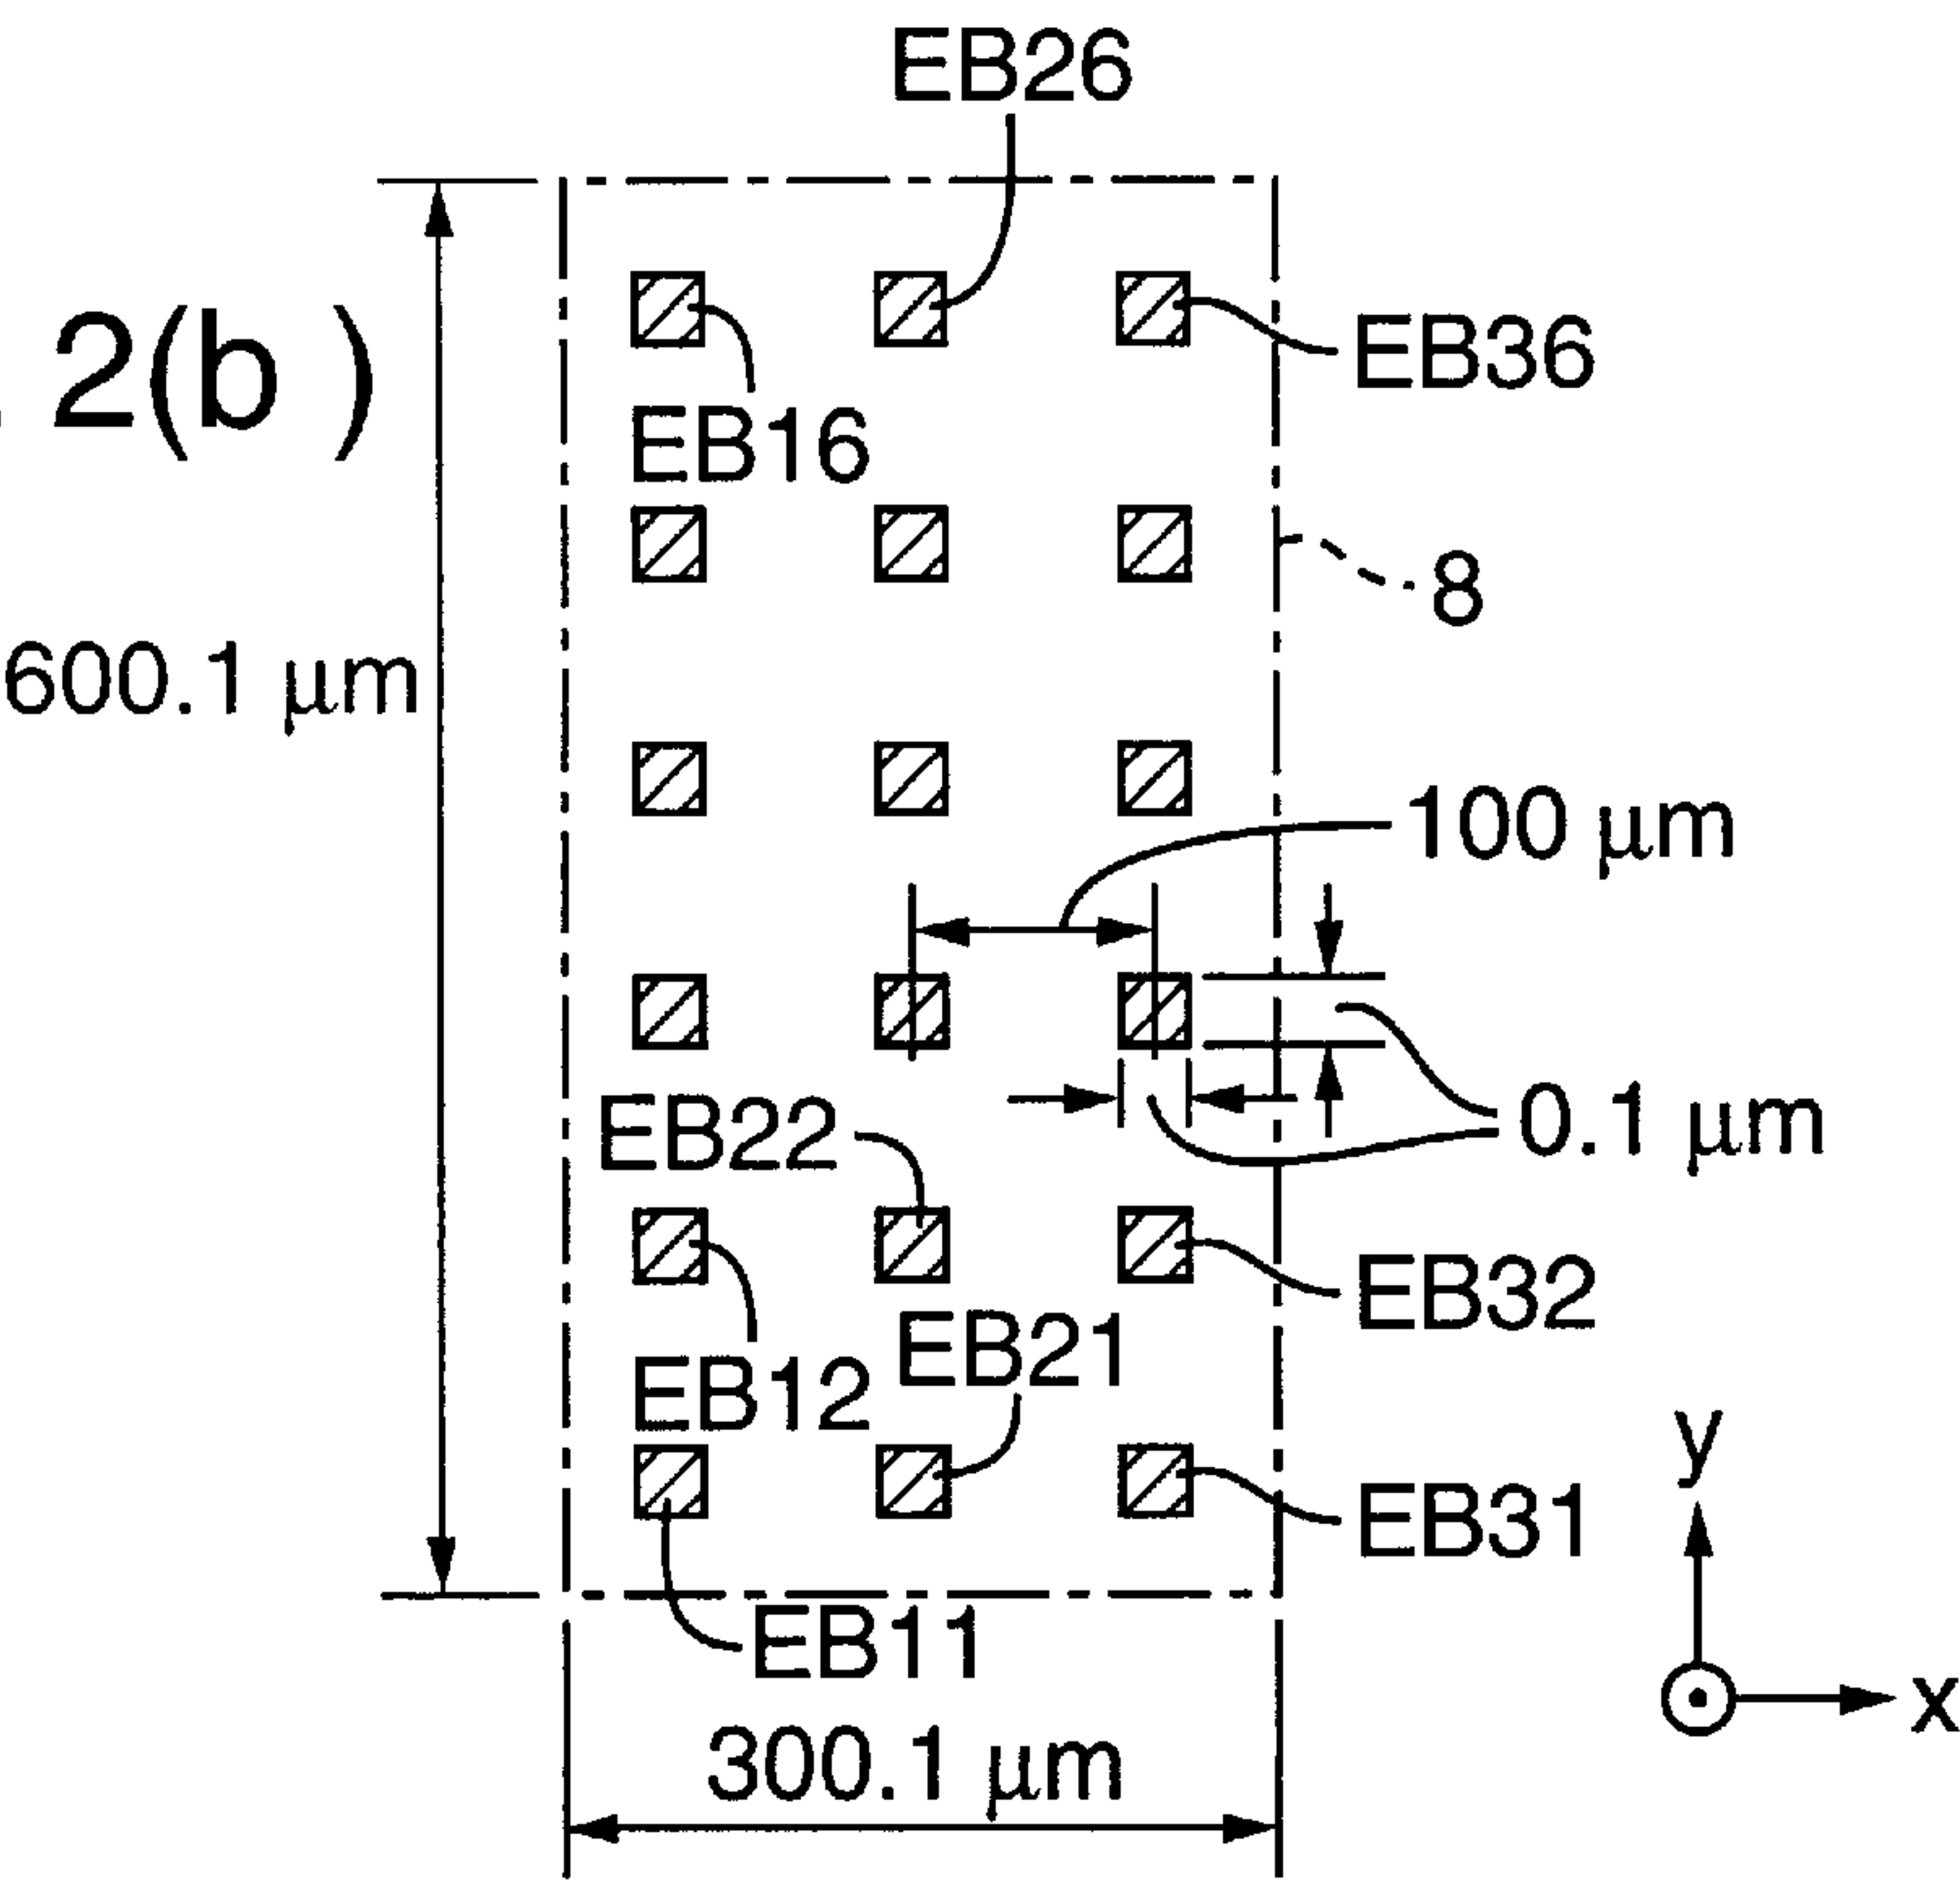 EB26
2(b )
EB36
EB16
8
600.1 μm
100 μm
EB22
0.1 μm
EB32
EB21
EB12
y
EB31
EB11
x
300.1 μm